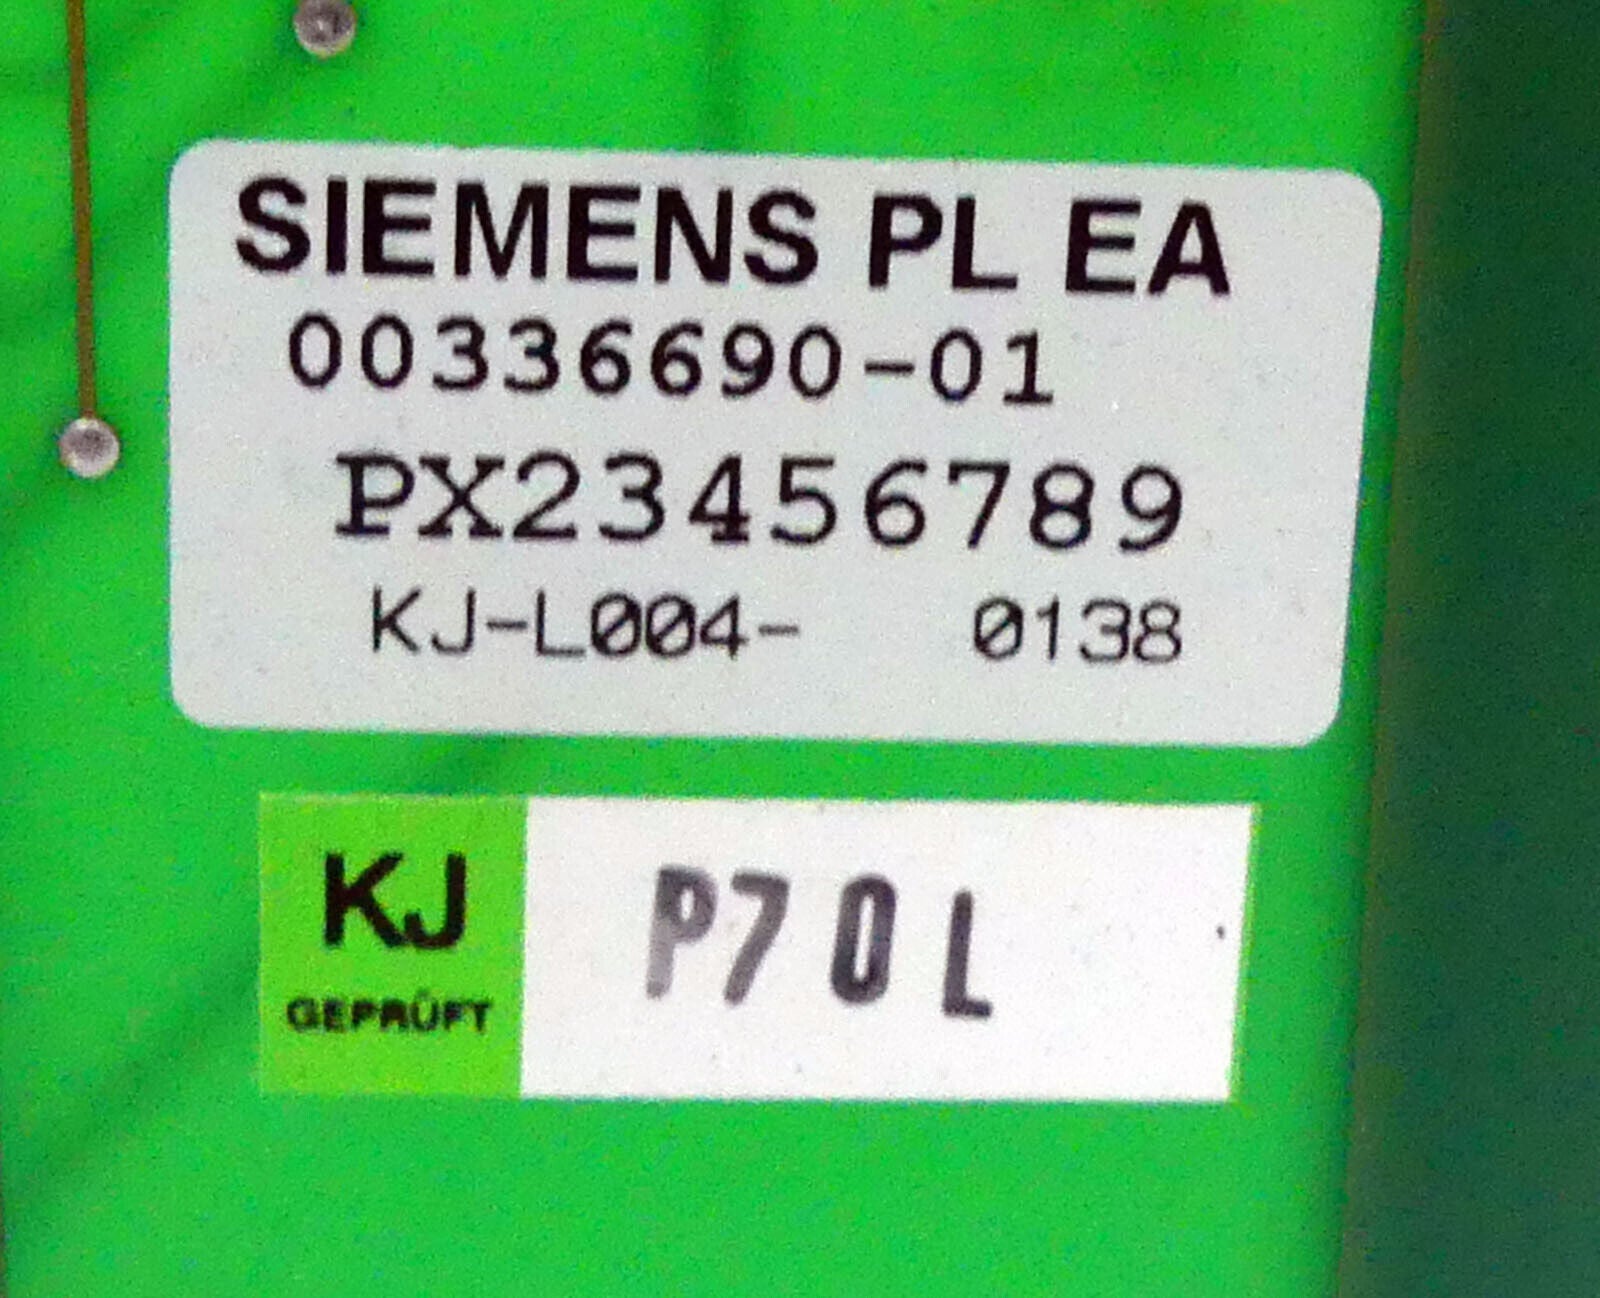 SIEMENS PL EA
00336690-01
PX23456789
KJ-L004- 0138
KJ
GEPRÜFT
P70L